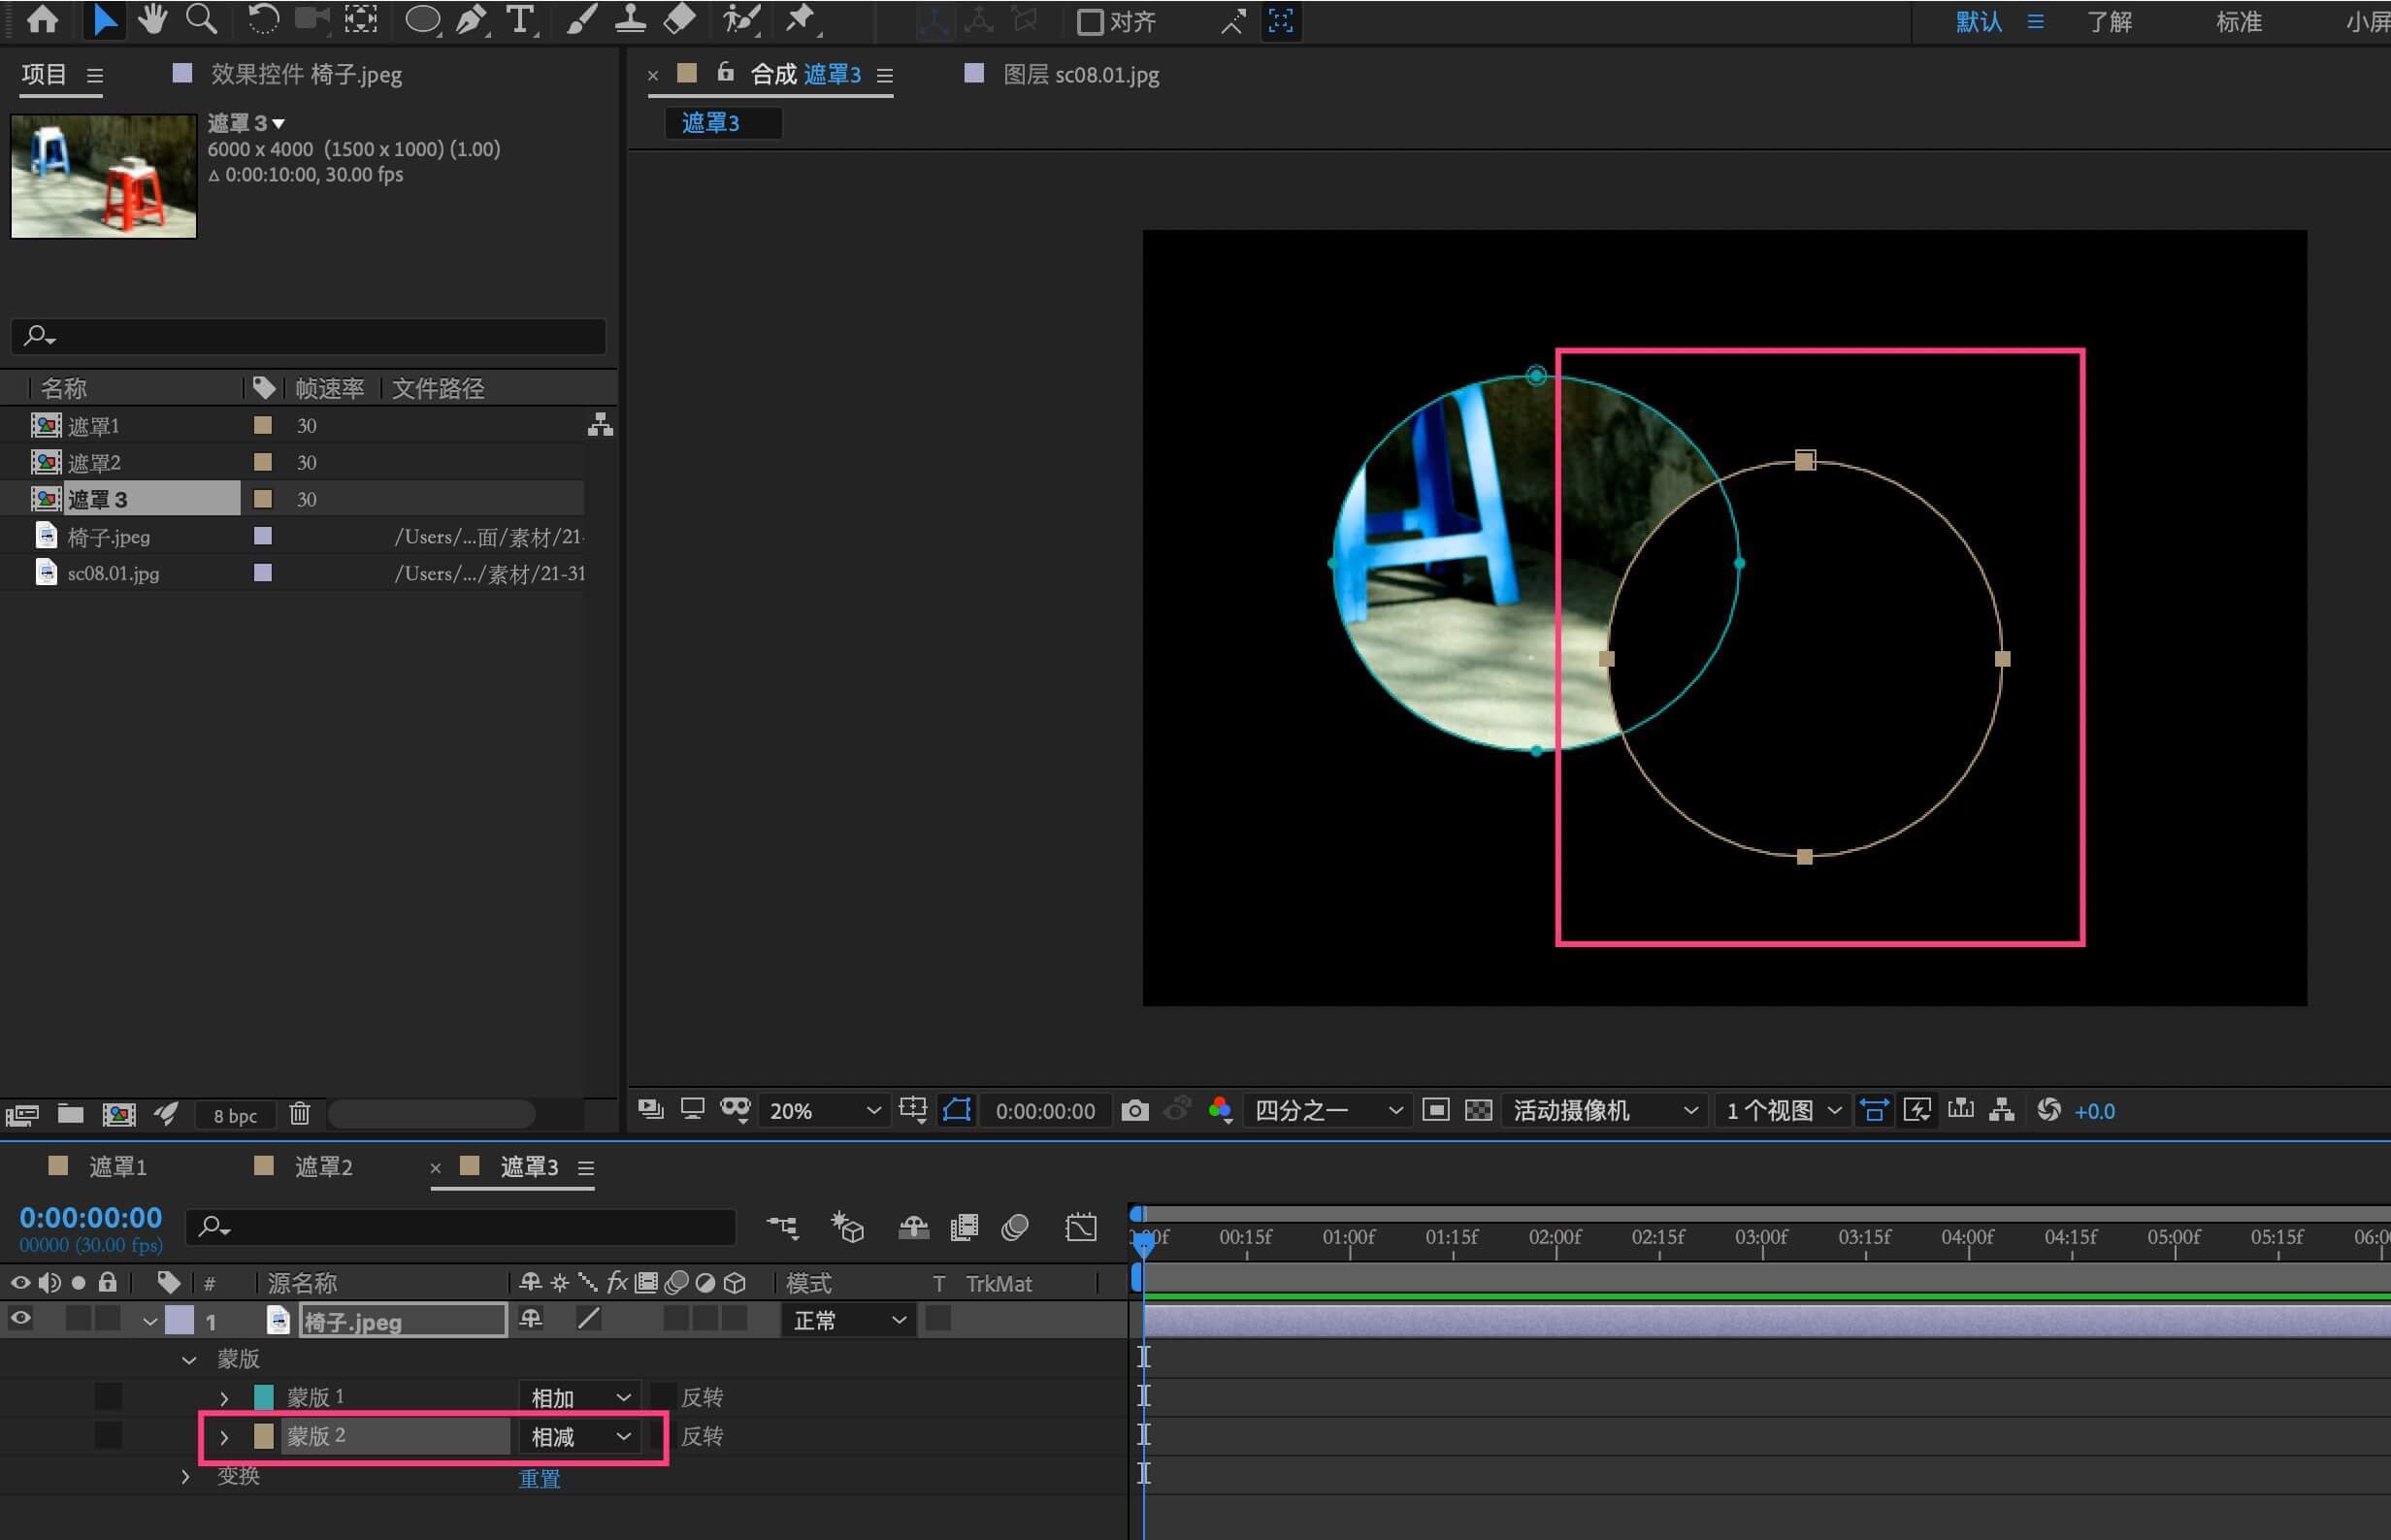 对齐
默认
了解
标准
小屏
项目
效果控件 椅子.jpeg
合成 遮罩3
图层 sc08.01.jpg
遮罩3
遮罩 3
6000 x 4000 (1500 x 1000) (1.00)
Δ 0:00:10:00, 30.00 fps
名称 帧速率 文件路径
遮罩1 30
遮罩2 30
遮罩 3 30
椅子.jpeg /Users/...面/素材/21-
sc08.01.jpg /Users/.../素材/21-31
8 bpc
20%
0:00:00:00
四分之一
活动摄像机
1 个视图
+0.0
遮罩1
遮罩2
遮罩3
0:00:00:00
00000 (30.00 fps)
:00f 00:15f 01:00f 01:15f 02:00f 02:15f 03:00f 03:15f 04:00f 04:15f 05:00f 05:15f 06:0
# 源名称 fx 模式 T TrkMat
1 椅子.jpeg 正常
蒙版
蒙版 1 相加 反转
蒙版 2 相减 反转
变换 重置